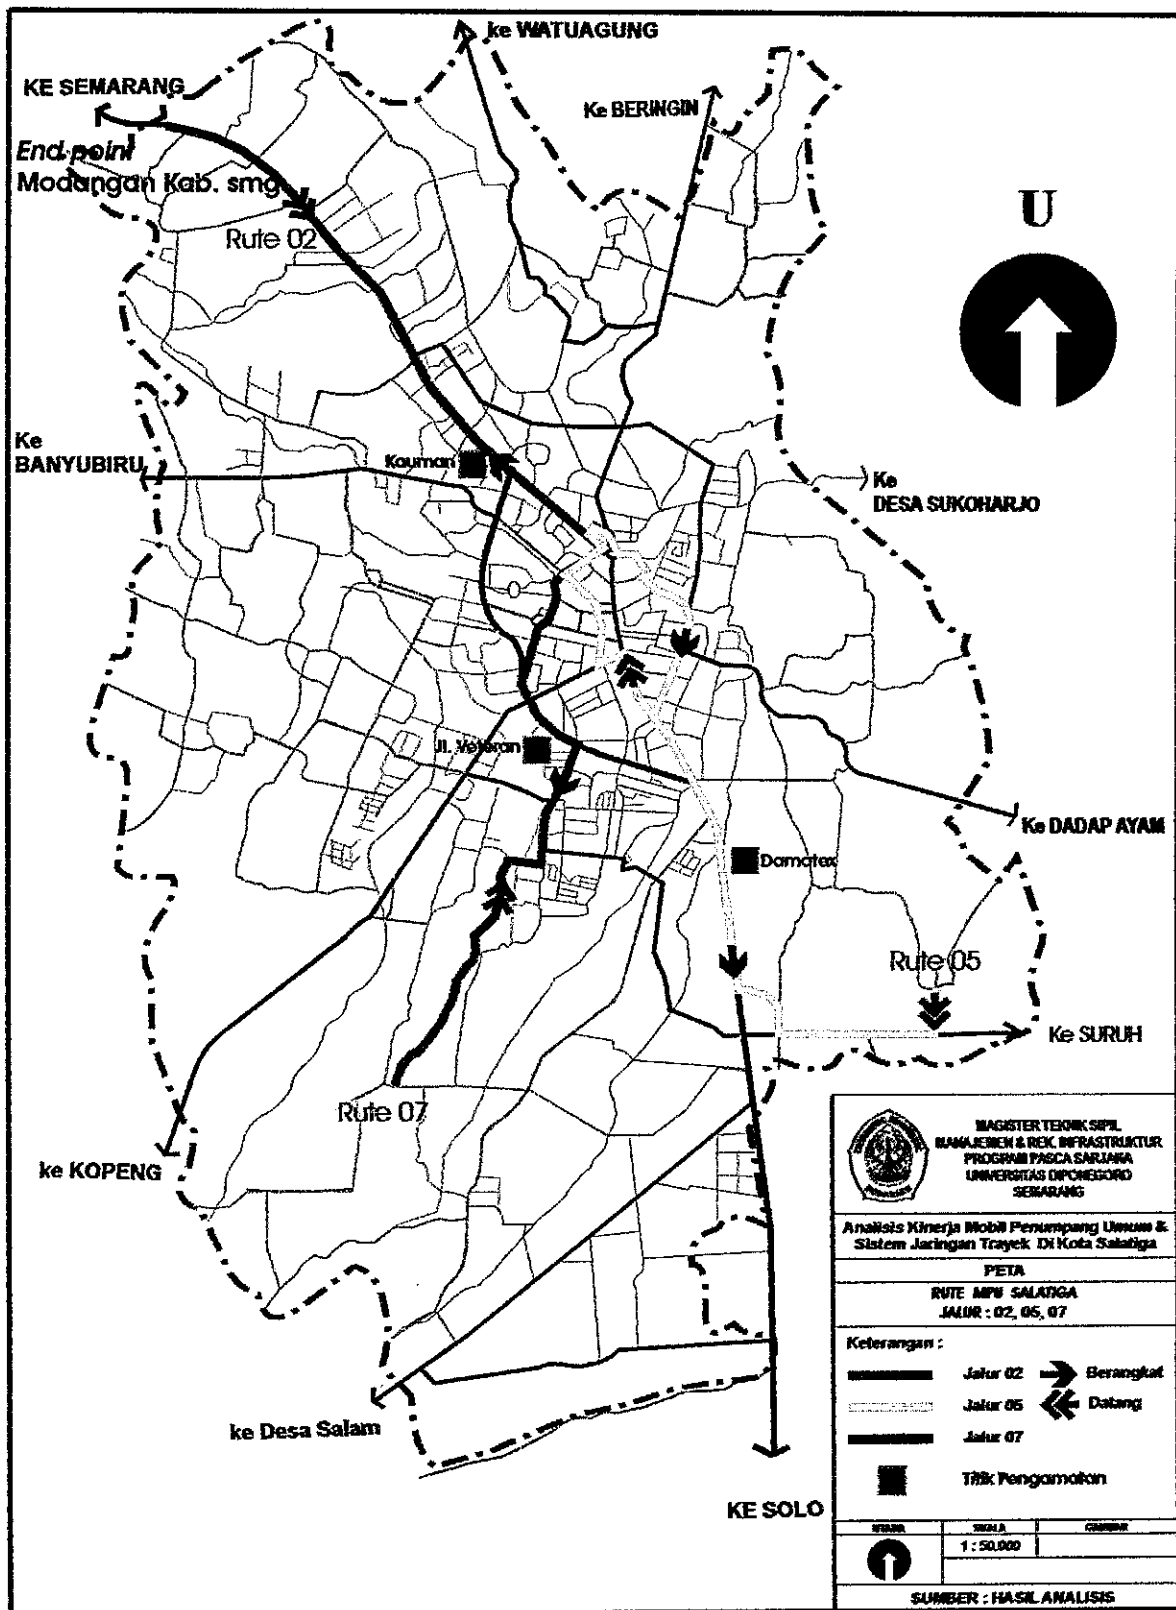 ke WATUAGUNG
KE SEMARANG
Ke BERINGIN
End point
Modangan Kab. smg
Rute 02
U
Ke
BANYUBIRU
Kauman
Ke
DESA SUKOHARJO
Jl. Veteran
Ke DADAP AYAM
Damatex
Rute 05
Ke SURUH
Rute 07
ke KOPENG
ke Desa Salam
KE SOLO
MAGISTER TEKNIK SIPIL
MANAJEMEN & REK. INFRASTRUKTUR
PROGRAM PASCA SARJANA
UNIVERSITAS DIPONEGORO
SEMARANG
Analisis Kinerja Mobil Penumpang Umum &
Sistem Jaringan Trayek Di Kota Salatiga
PETA
RUTE MPU SALATIGA
JALUR : 02, 05, 07
Keterangan :
Jalur 02 Berangkat
Jalur 05 Datang
Jalur 07
Titik Pengamatan
UTARA SKALA GAMBAR
1 : 50.000
SUMBER : HASIL ANALISIS